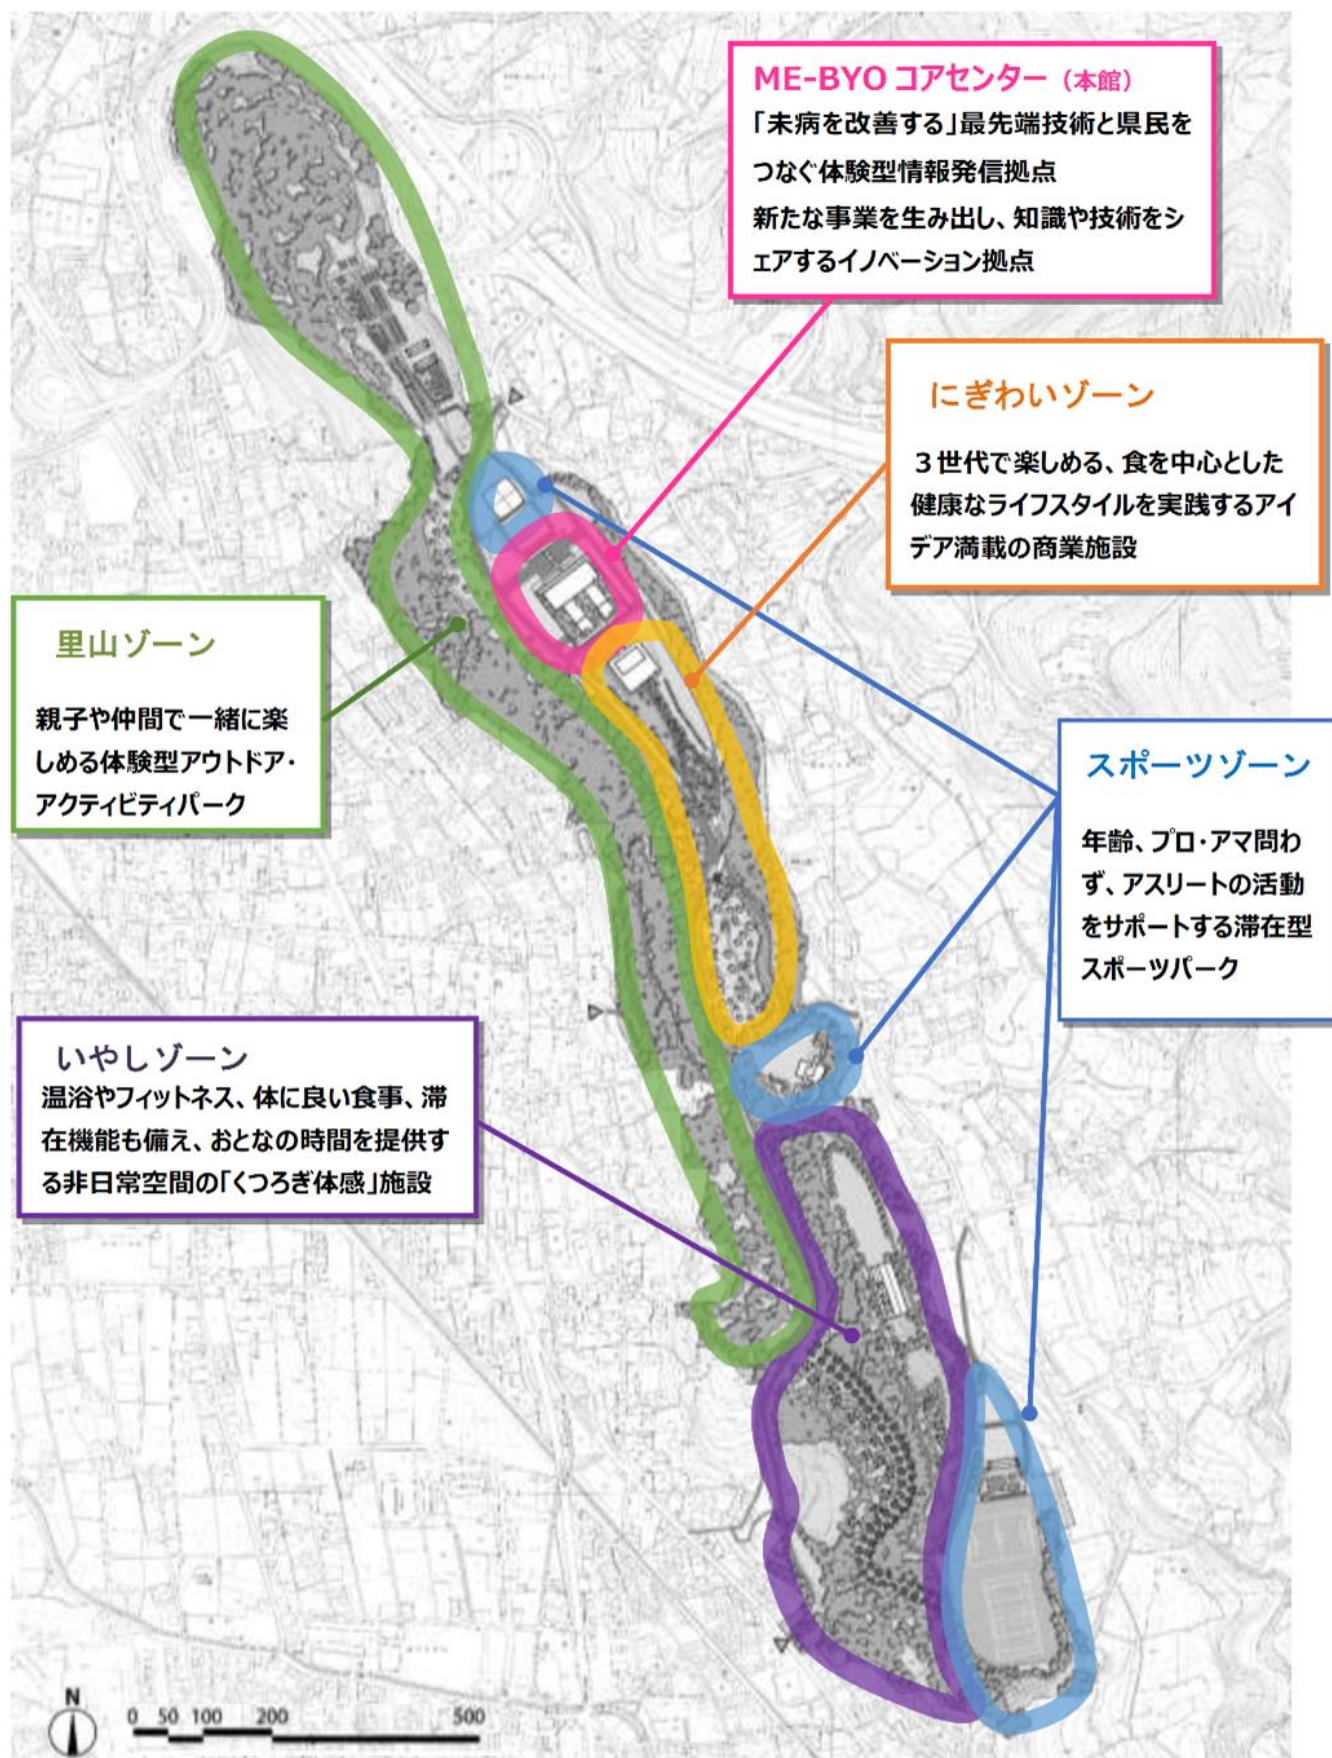 ME-BYO コアセンター（本館）
「未病を改善する」最先端技術と県民を
つなぐ体験型情報発信拠点
新たな事業を生み出し、知識や技術をシ
ェアするイノベーション拠点
にぎわいゾーン
３世代で楽しめる、食を中心とした
健康なライフスタイルを実践するアイ
デア満載の商業施設
里山ゾーン
親子や仲間で一緒に楽
しめる体験型アウトドア・
アクティビティパーク
スポーツゾーン
年齢、プロ・アマ問わ
ず、アスリートの活動
をサポートする滞在型
スポーツパーク
いやしゾーン
温浴やフィットネス、体に良い食事、滞
在機能も備え、おとなの時間を提供す
る非日常空間の「くつろぎ体感」施設
N
0 50 100 200 500